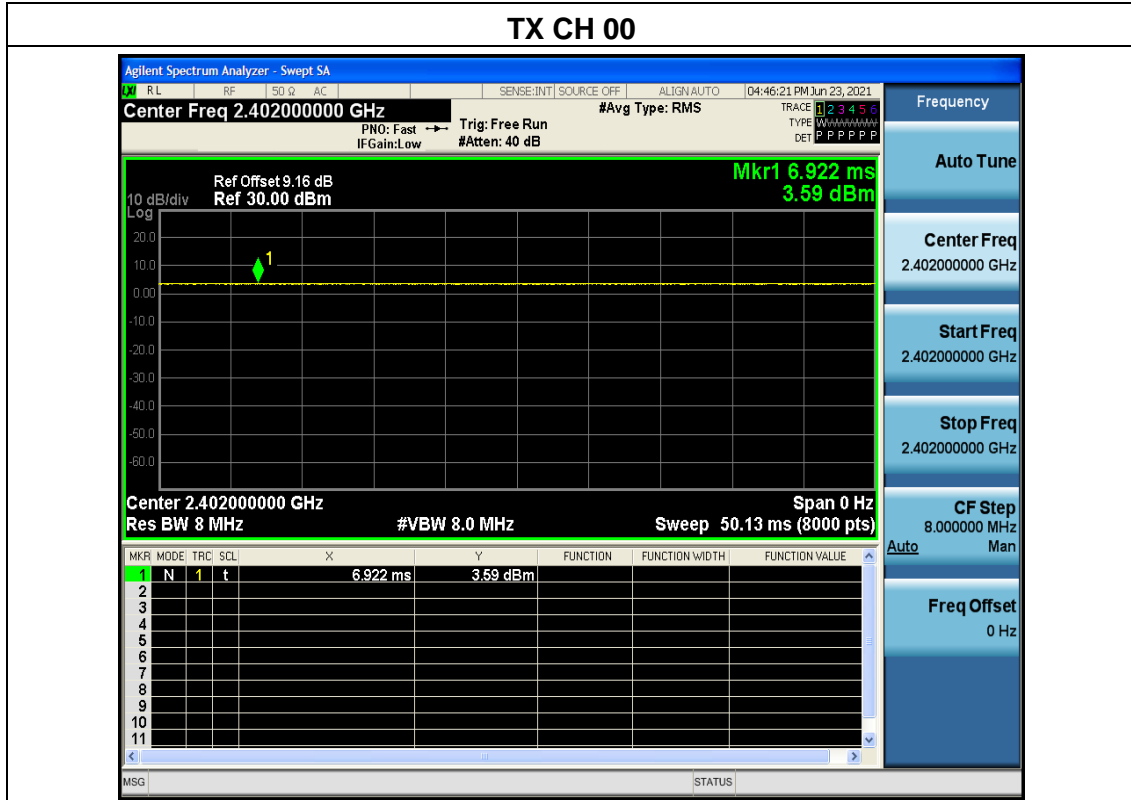 TX CH 00
Agilent Spectrum Analyzer - Swept SA
LXI RL RF 50 Ω AC SENSE:INT SOURCE OFF ALIGN AUTO 04:46:21 PM Jun 23, 2021
Center Freq 2.402000000 GHz
#Avg Type: RMS
TRACE 1 2 3 4 5 6
TYPE
DET P P P P P P
PNO: Fast
IFGain:Low
Trig: Free Run
#Atten: 40 dB
Mkr1 6.922 ms
3.59 dBm
Ref Offset 9.16 dB
Ref 30.00 dBm
10 dB/div
Log
20.0
10.0
0.00
-10.0
-20.0
-30.0
-40.0
-50.0
-60.0
1
Center 2.402000000 GHz
Span 0 Hz
Res BW 8 MHz
#VBW 8.0 MHz
Sweep 50.13 ms (8000 pts)
MKR MODE TRC SCL X Y FUNCTION FUNCTION WIDTH FUNCTION VALUE
1 N 1 t 6.922 ms 3.59 dBm
2
3
4
5
6
7
8
9
10
11
MSG STATUS
Frequency
Auto Tune
Center Freq
2.402000000 GHz
Start Freq
2.402000000 GHz
Stop Freq
2.402000000 GHz
CF Step
8.000000 MHz
Auto Man
Freq Offset
0 Hz